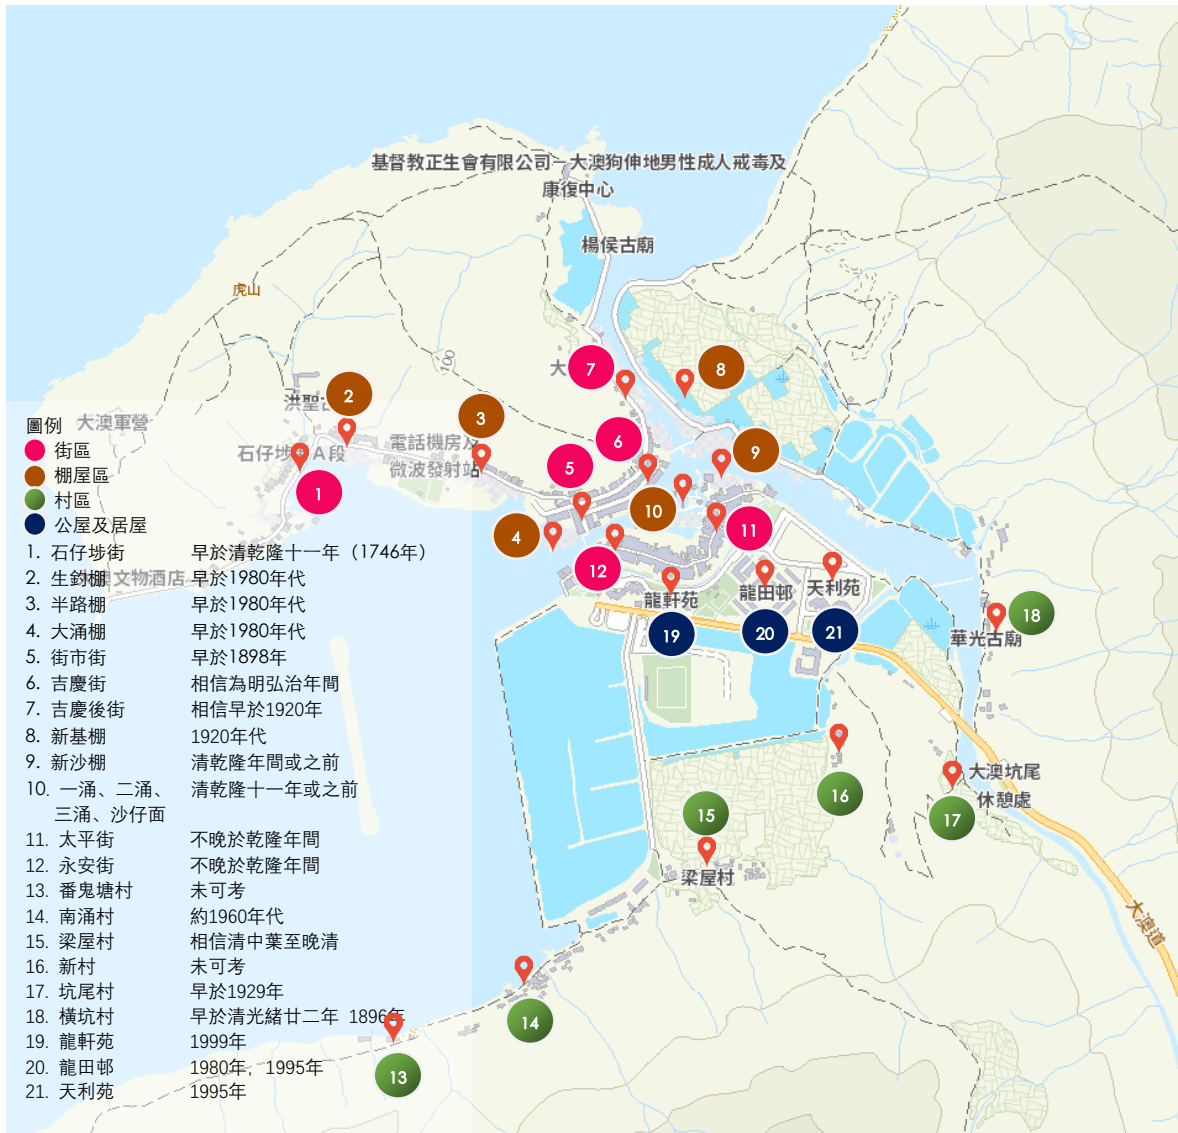 基督教正生會有限公司－大澳狗伸地男性成人戒毒及
康復中心
楊侯古廟
虎山
100
大
7
8
2
洪聖古
3
圖例
大澳軍營
街區
棚屋區
村區
公屋及居屋
電話機房及
微波發射站
石仔埗
A段
6
5
9
1
10
4
11
12
龍軒苑
龍田邨
天利苑
19
20
21
18
華光古廟
1. 石仔埗街 早於清乾隆十一年（1746年）
2. 生鈎棚 早於1980年代
澳文物酒店
3. 半路棚 早於1980年代
4. 大涌棚 早於1980年代
5. 街市街 早於1898年
6. 吉慶街 相信為明弘治年間
7. 吉慶後街 相信早於1920年
8. 新基棚 1920年代
9. 新沙棚 清乾隆年間或之前
10. 一涌、二涌、 清乾隆十一年或之前
三涌、沙仔面
11. 太平街 不晚於乾隆年間
12. 永安街 不晚於乾隆年間
13. 番鬼塘村 未可考
14. 南涌村 約1960年代
15. 梁屋村 相信清中葉至晚清
16. 新村 未可考
17. 坑尾村 早於1929年
18. 橫坑村 早於清光緒廿二年 1896年
19. 龍軒苑 1999年
20. 龍田邨 1980年, 1995年
21. 天利苑 1995年
大澳坑尾
休憩處
16
15
17
梁屋村
大澳道
14
13